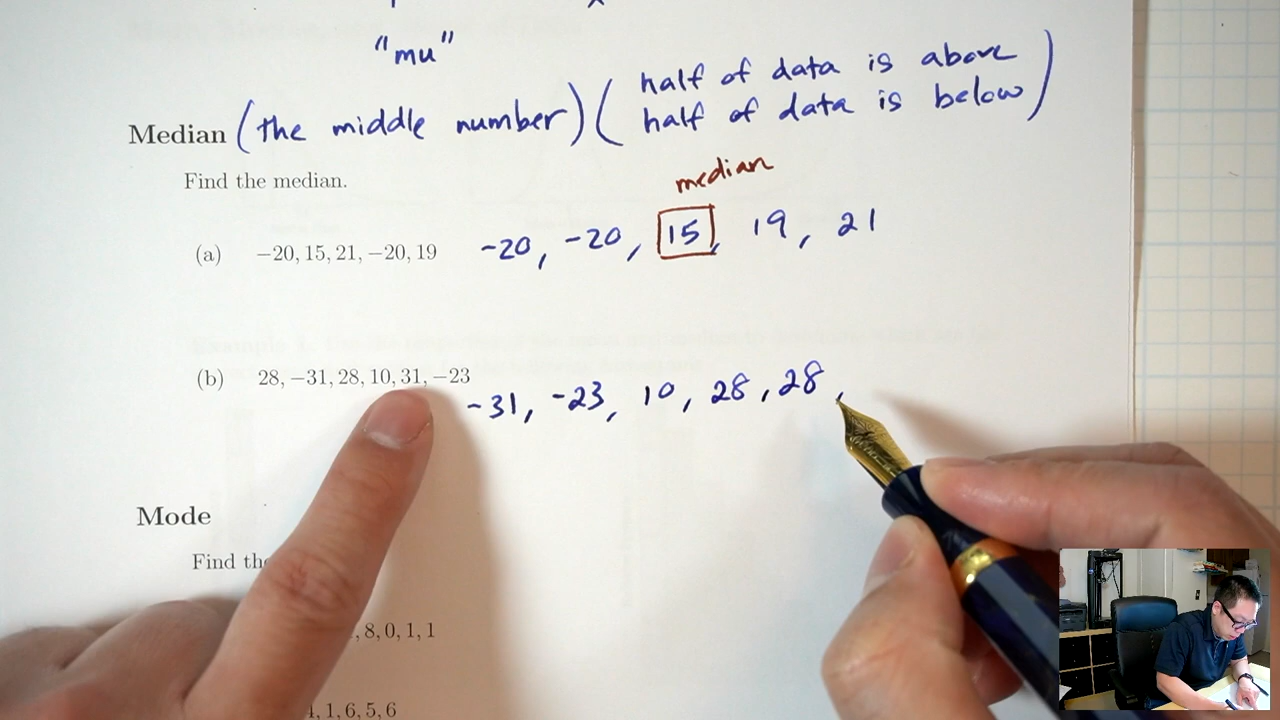 "mu"
Median (the middle number) (half of data is above
half of data is below)
Find the median.
median
(a) −20, 15, 21, −20, 19 -20, -20, 15, 19, 21
(b) 28, −31, 28, 10, 31, −23 -31, -23, 10, 28, 28,
Mode
Find the
, 8, 0, 1, 1
, 1, 6, 5, 6